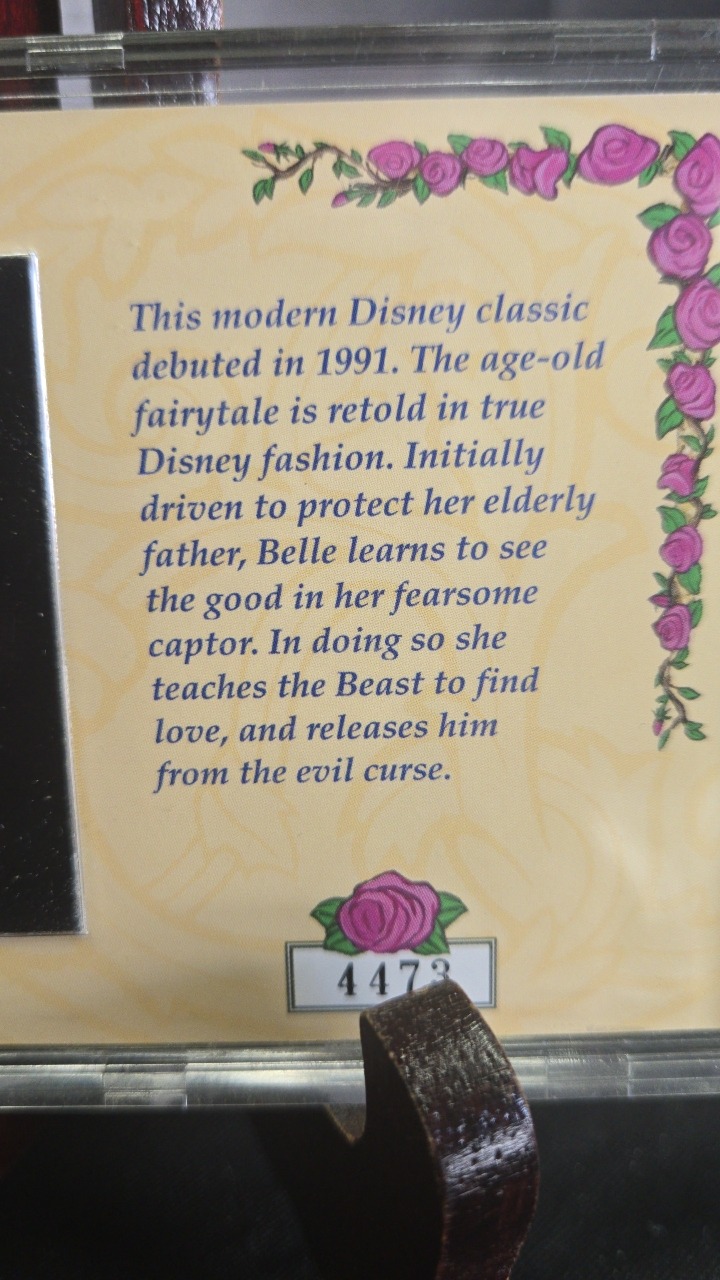 This modern Disney classic
debuted in 1991. The age-old
fairytale is retold in true
Disney fashion. Initially
driven to protect her elderly
father, Belle learns to see
the good in her fearsome
captor. In doing so she
teaches the Beast to find
love, and releases him
from the evil curse.
4473